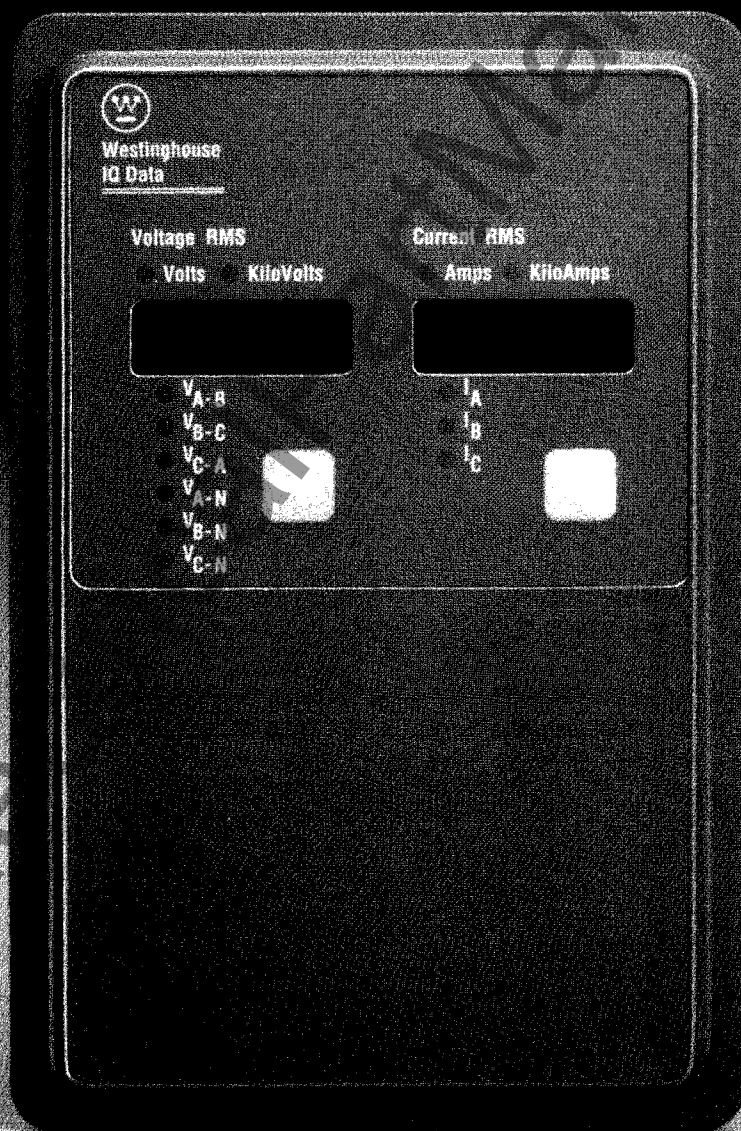 W
Westinghouse
IQ Data
Voltage RMS
Current RMS
Volts KiloVolts
Amps KiloAmps
VA-B
VB-C
VC-A
VA-N
VB-N
VC-N
IA
IB
IC